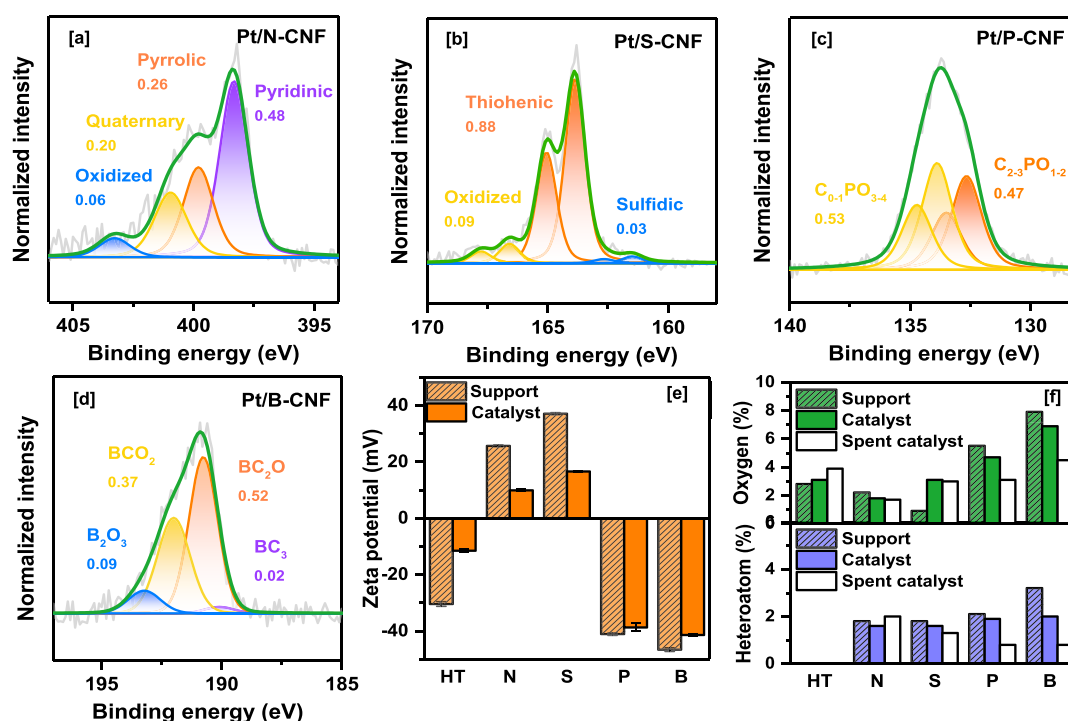 [a]
Pt/N-CNF
Pyrrolic
0.26
Pyridinic
0.48
Quaternary
0.20
Oxidized
0.06
Normalized intensity
405
400
395
Binding energy (eV)
[b]
Pt/S-CNF
Thiohenic
0.88
Oxidized
0.09
Sulfidic
0.03
Normalized intensity
170
165
160
Binding energy (eV)
[c]
Pt/P-CNF
C₀₋₁PO₃₋₄
0.53
C₂₋₃PO₁₋₂
0.47
Normalized intensity
140
135
130
Binding energy (eV)
[d]
Pt/B-CNF
BCO₂
0.37
BC₂O
0.52
B₂O₃
0.09
BC₃
0.02
Normalized intensity
195
190
185
Binding energy (eV)
[e]
Support
Catalyst
Zeta potential (mV)
40
20
0
-20
-40
HT
N
S
P
B
[f]
Support
Catalyst
Spent catalyst
Oxygen (%)
10
8
6
4
2
Support
Catalyst
Spent catalyst
Heteroatom (%)
4
2
0
HT
N
S
P
B